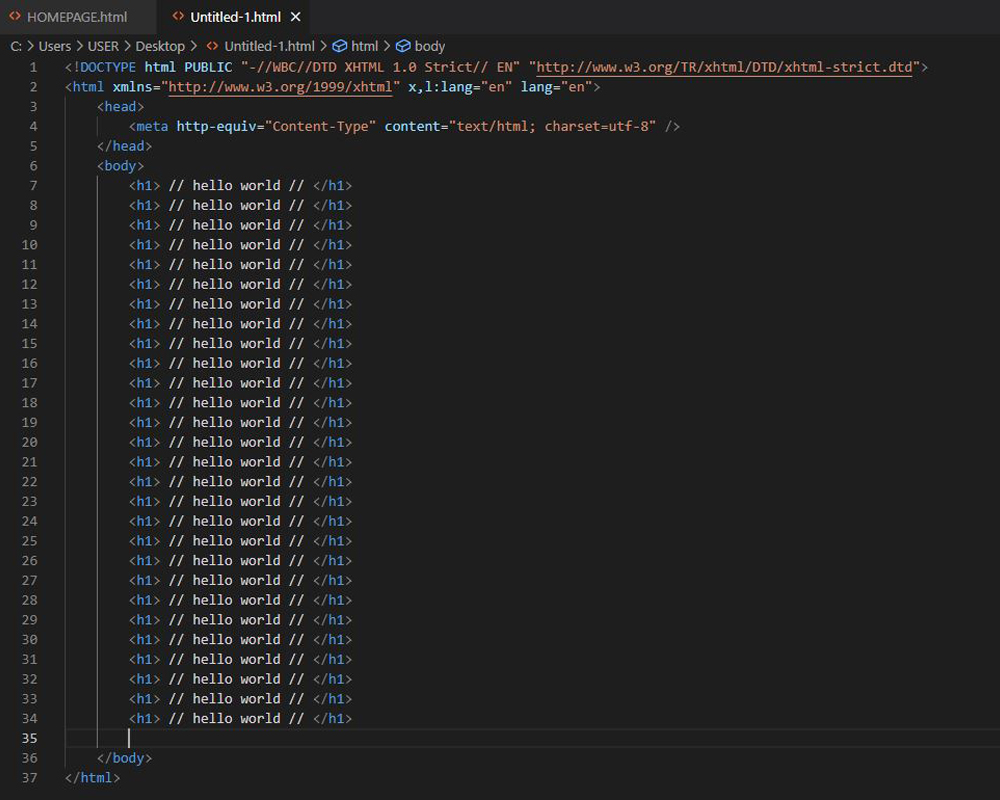 HOMEPAGE.html
Untitled-1.html
C: > Users > USER > Desktop > Untitled-1.html > html > body
1 <!DOCTYPE html PUBLIC "-//WBC//DTD XHTML 1.0 Strict// EN" "http://www.w3.org/TR/xhtml/DTD/xhtml-strict.dtd">
2 <html xmlns="http://www.w3.org/1999/xhtml" x,l:lang="en" lang="en">
3 <head>
4 <meta http-equiv="Content-Type" content="text/html; charset=utf-8" />
5 </head>
6 <body>
7 <h1> // hello world // </h1>
8 <h1> // hello world // </h1>
9 <h1> // hello world // </h1>
10 <h1> // hello world // </h1>
11 <h1> // hello world // </h1>
12 <h1> // hello world // </h1>
13 <h1> // hello world // </h1>
14 <h1> // hello world // </h1>
15 <h1> // hello world // </h1>
16 <h1> // hello world // </h1>
17 <h1> // hello world // </h1>
18 <h1> // hello world // </h1>
19 <h1> // hello world // </h1>
20 <h1> // hello world // </h1>
21 <h1> // hello world // </h1>
22 <h1> // hello world // </h1>
23 <h1> // hello world // </h1>
24 <h1> // hello world // </h1>
25 <h1> // hello world // </h1>
26 <h1> // hello world // </h1>
27 <h1> // hello world // </h1>
28 <h1> // hello world // </h1>
29 <h1> // hello world // </h1>
30 <h1> // hello world // </h1>
31 <h1> // hello world // </h1>
32 <h1> // hello world // </h1>
33 <h1> // hello world // </h1>
34 <h1> // hello world // </h1>
35
36 </body>
37 </html>